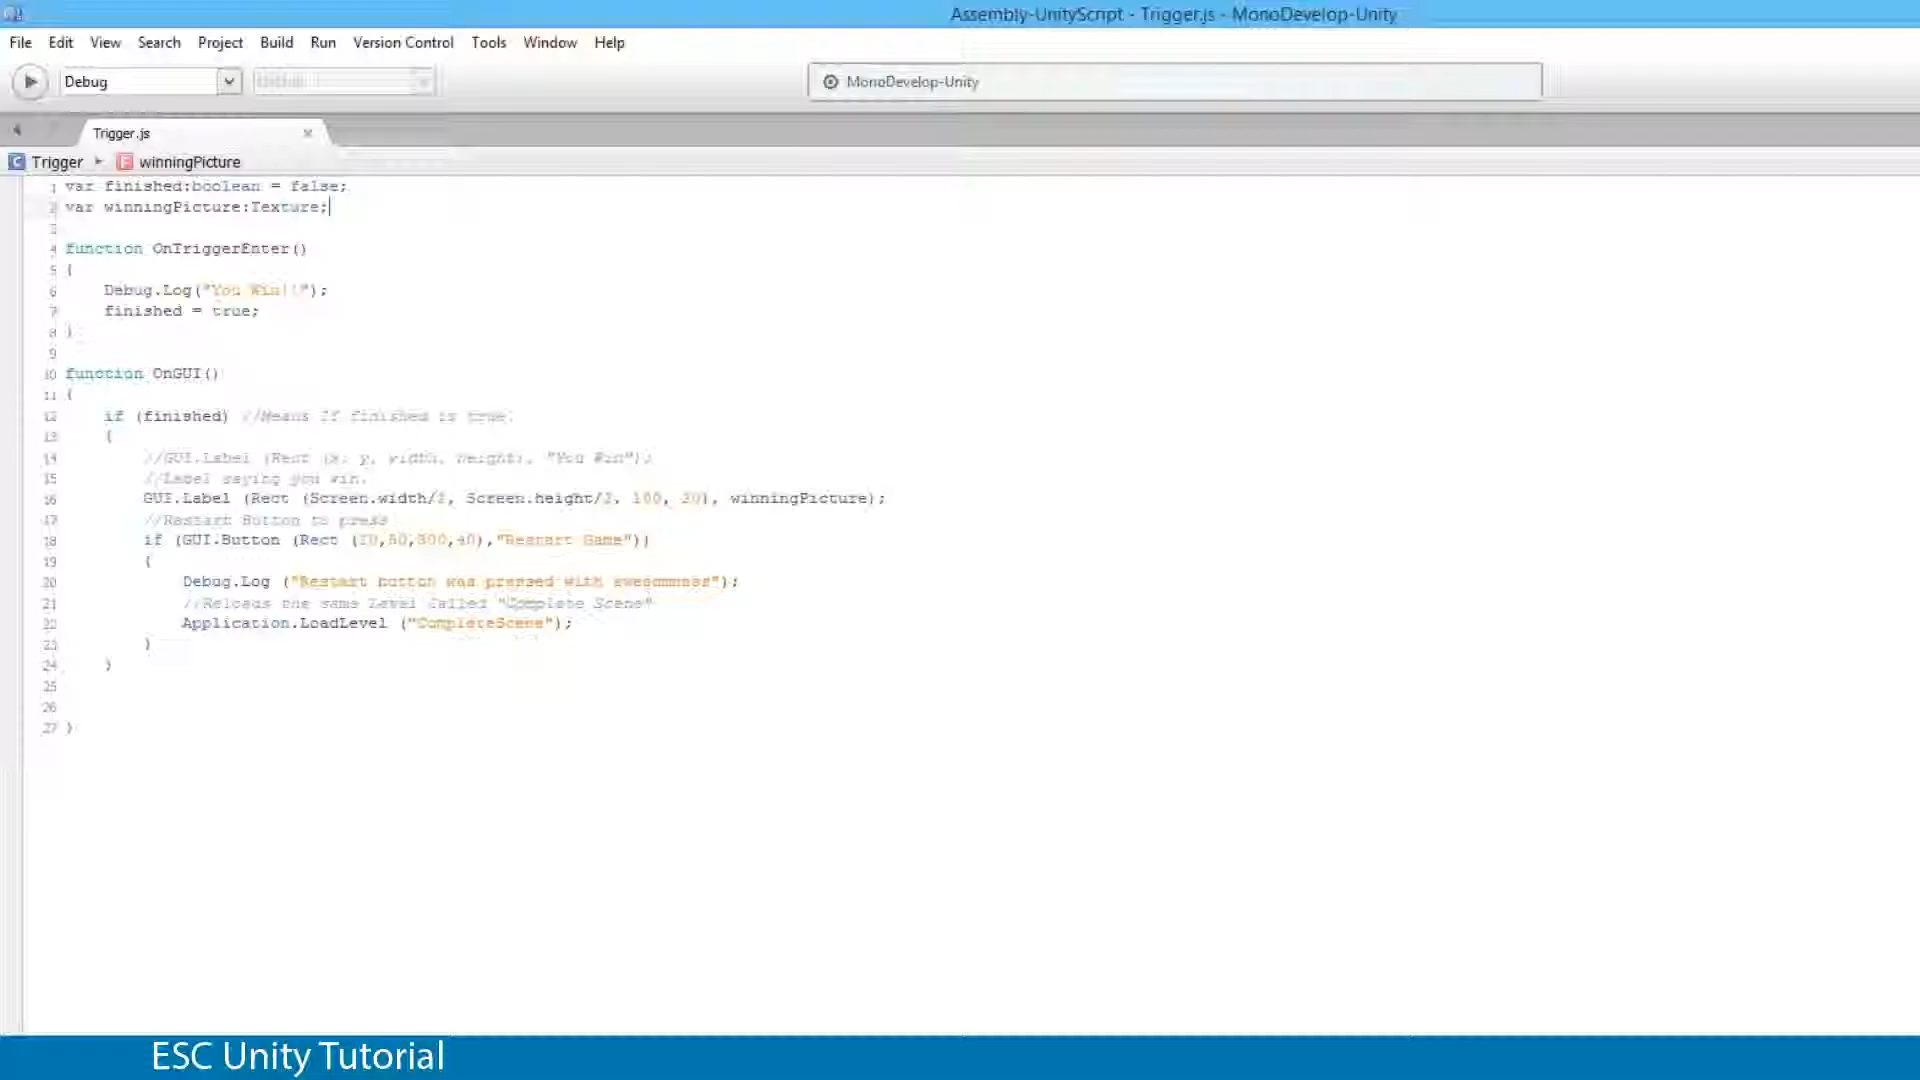 Assembly-UnityScript - Trigger.js - MonoDevelop-Unity
File Edit View Search Project Build Run Version Control Tools Window Help
Debug
MonoDevelop-Unity
Trigger.js
Trigger winningPicture
1 var finished:boolean = false;
2 var winningPicture:Texture;
3
4 function OnTriggerEnter()
5 {
6 Debug.Log("You Win!!");
7 finished = true;
8 }
9
10 function OnGUI()
11 {
12 if (finished) //Means If finished is true.
13 {
14 //GUI.Label (Rect (x, y, width, height), "You Win");
15 //Label saying you win.
16 GUI.Label (Rect (Screen.width/2, Screen.height/2, 100, 20), winningPicture);
17 //Restart Button to press
18 if (GUI.Button (Rect (10,50,300,40),"Restart Game"))
19 {
20 Debug.Log ("Restart button was pressed with awesomness");
21 //Reloads the same Level Called "Complete Scene"
22 Application.LoadLevel ("CompleteScene");
23 }
24 }
25
26
27 }
ESC Unity Tutorial